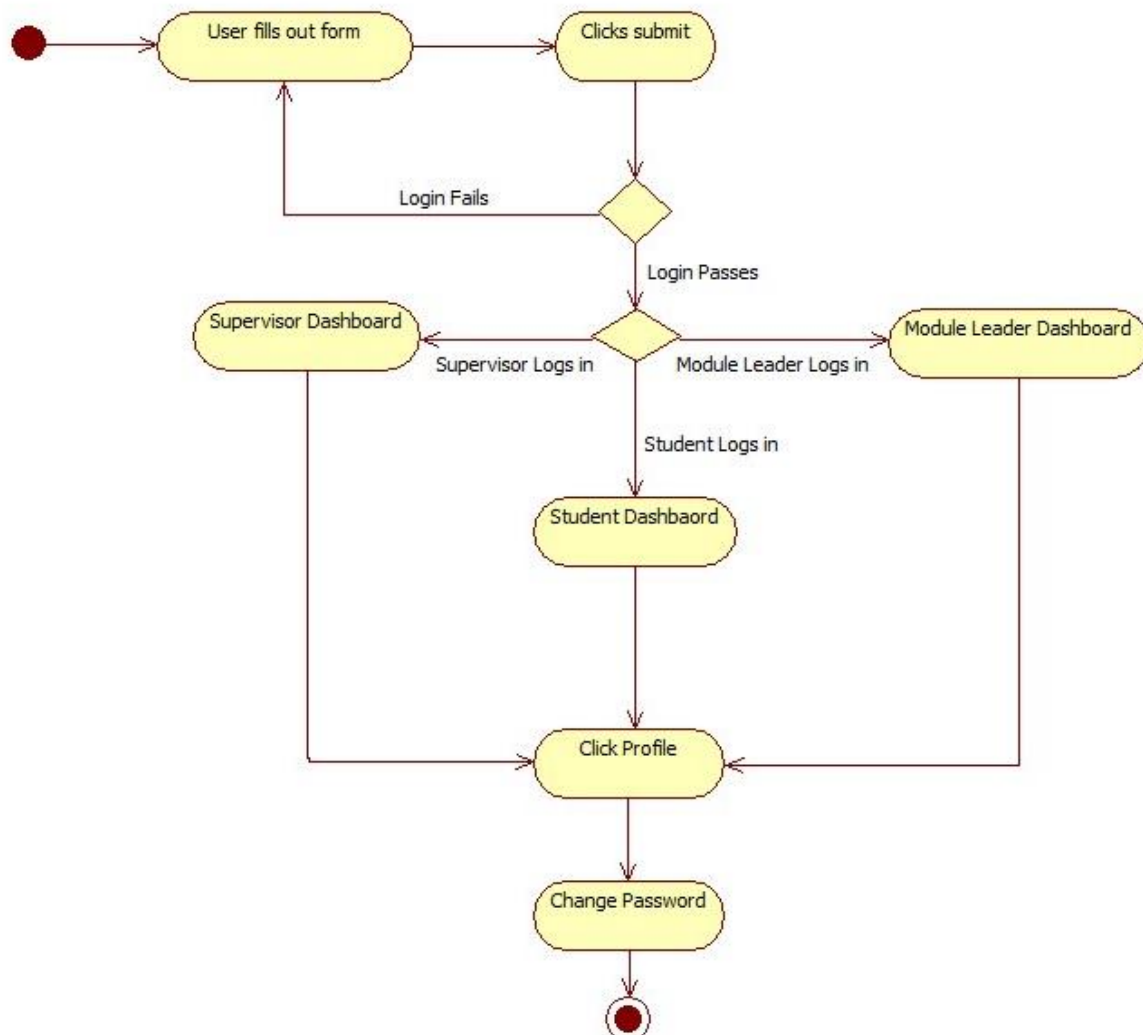 User fills out form
Clicks submit
Login Fails
Login Passes
Supervisor Dashboard
Module Leader Dashboard
Supervisor Logs in
Module Leader Logs in
Student Logs in
Student Dashbaord
Click Profile
Change Password